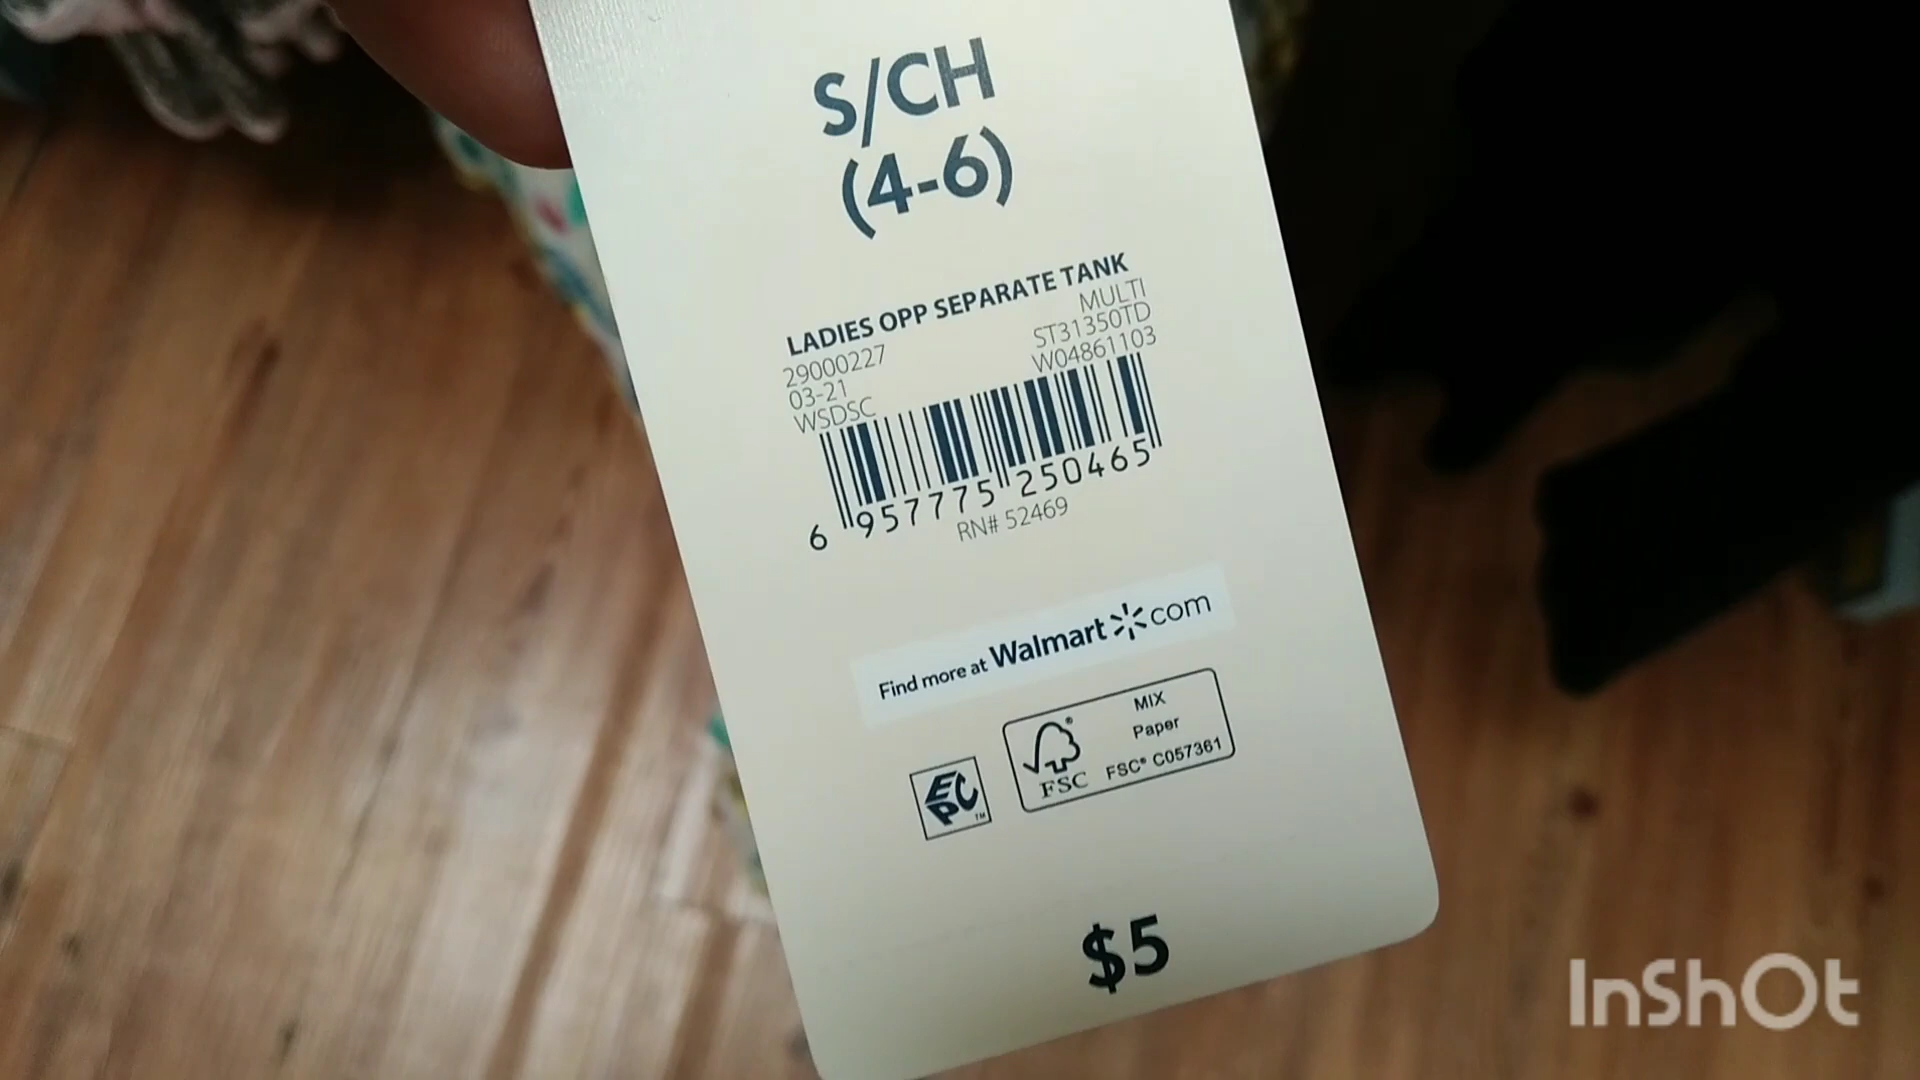 S/CH
(4-6)
LADIES OPP SEPARATE TANK
29000227 MULTI
03-21 ST31350TD
WSDSC W04861103
6 957775 250465
RN# 52469
Find more at Walmart com
EPC TM
FSC® MIX
Paper
FSC® C057361
$5
InShOt